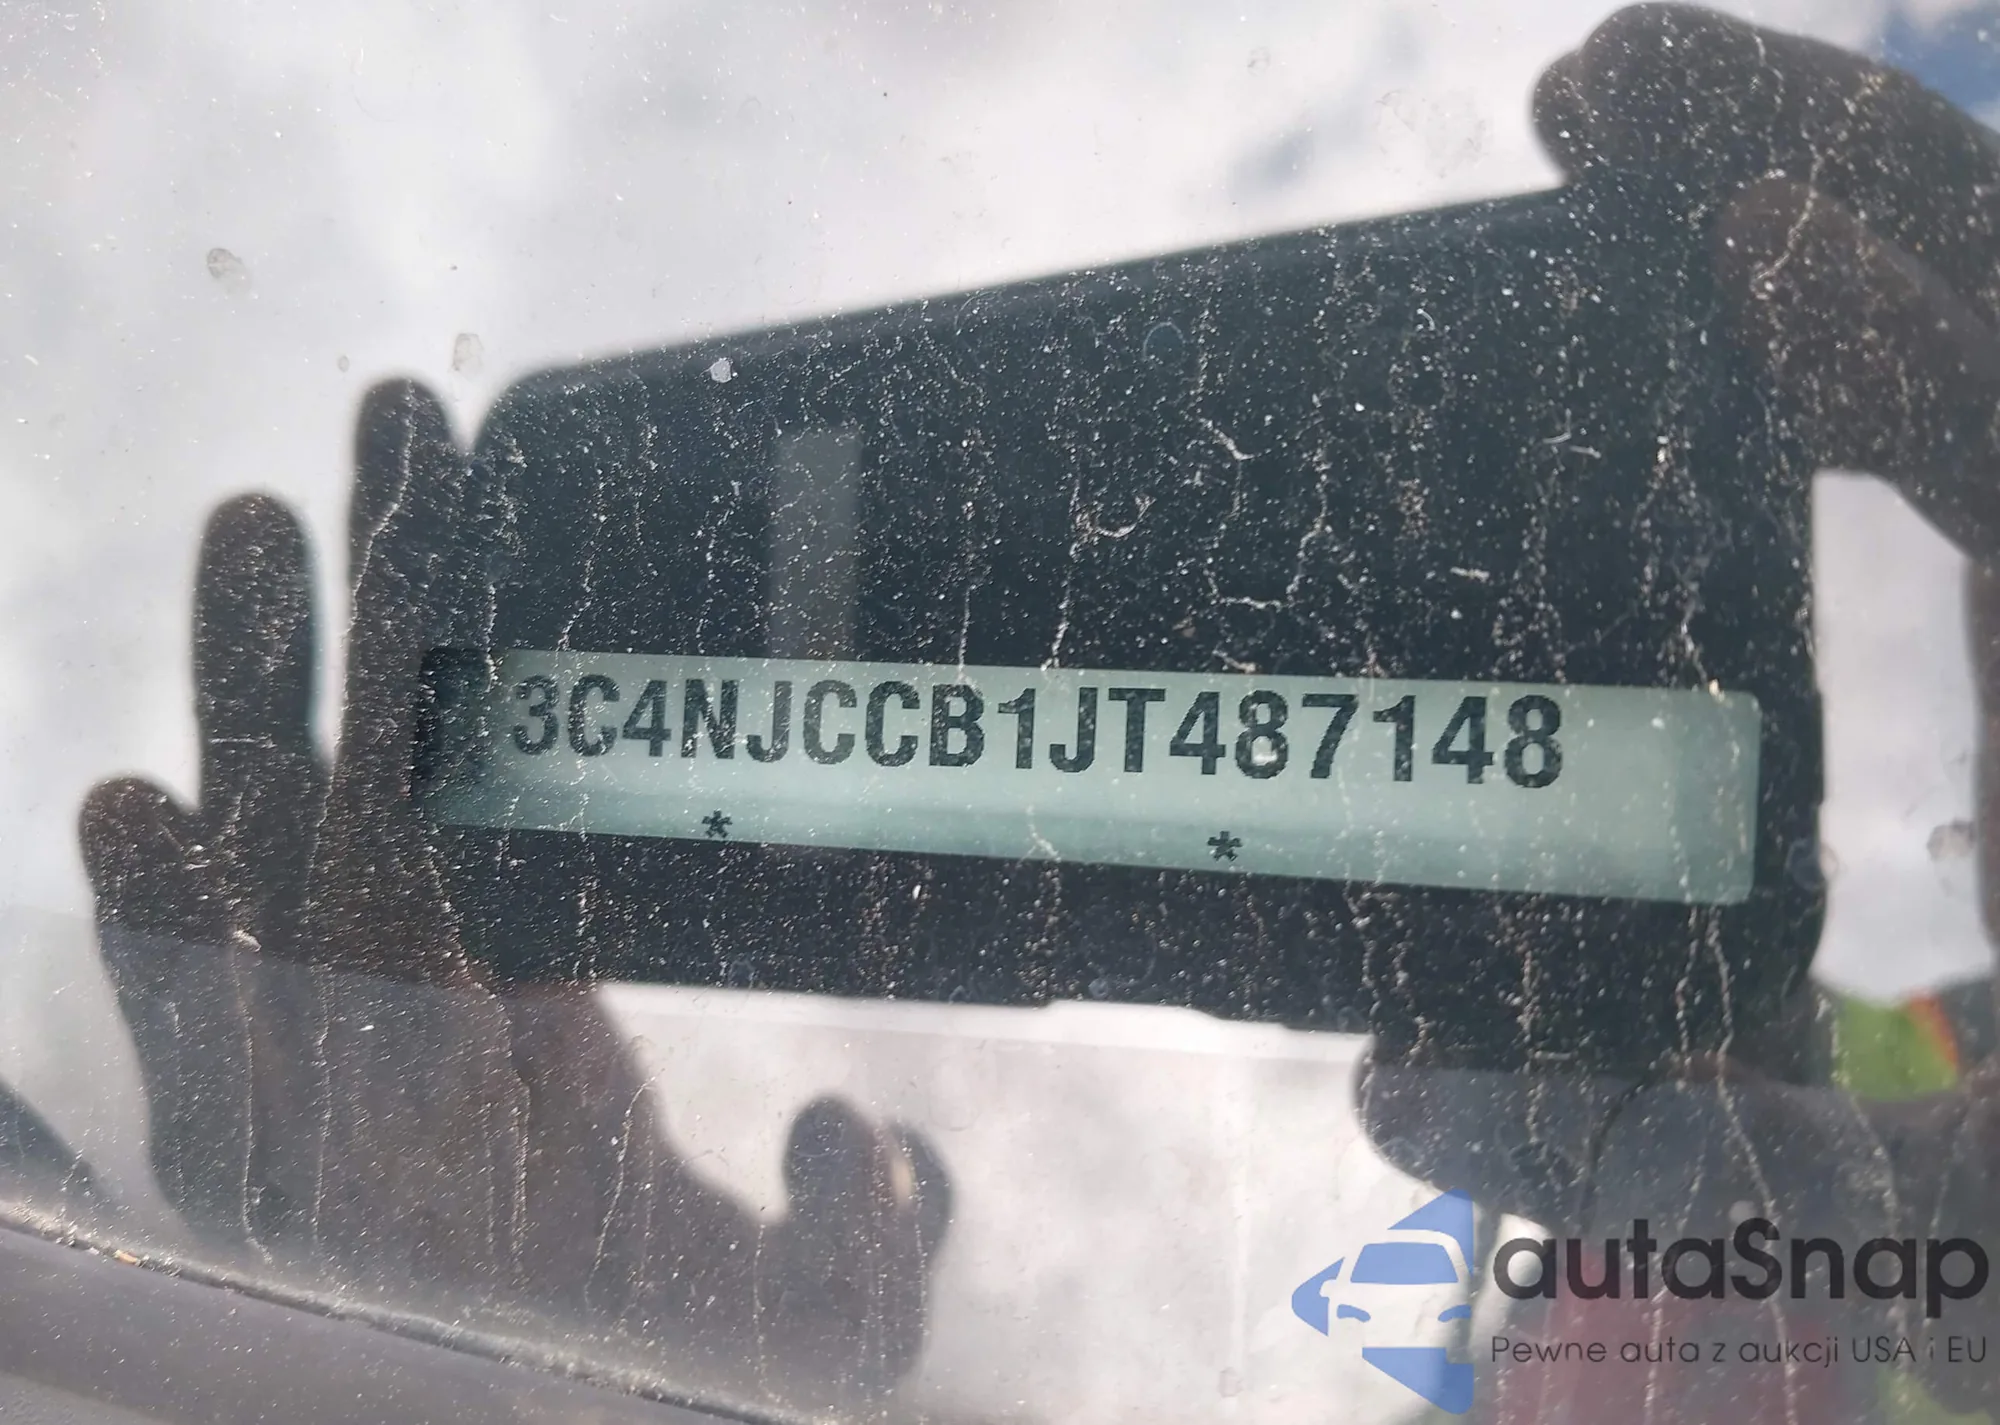 3C4NJCCB1JT487148
* *
autaSnap
Pewne auta z aukcji USA i EU